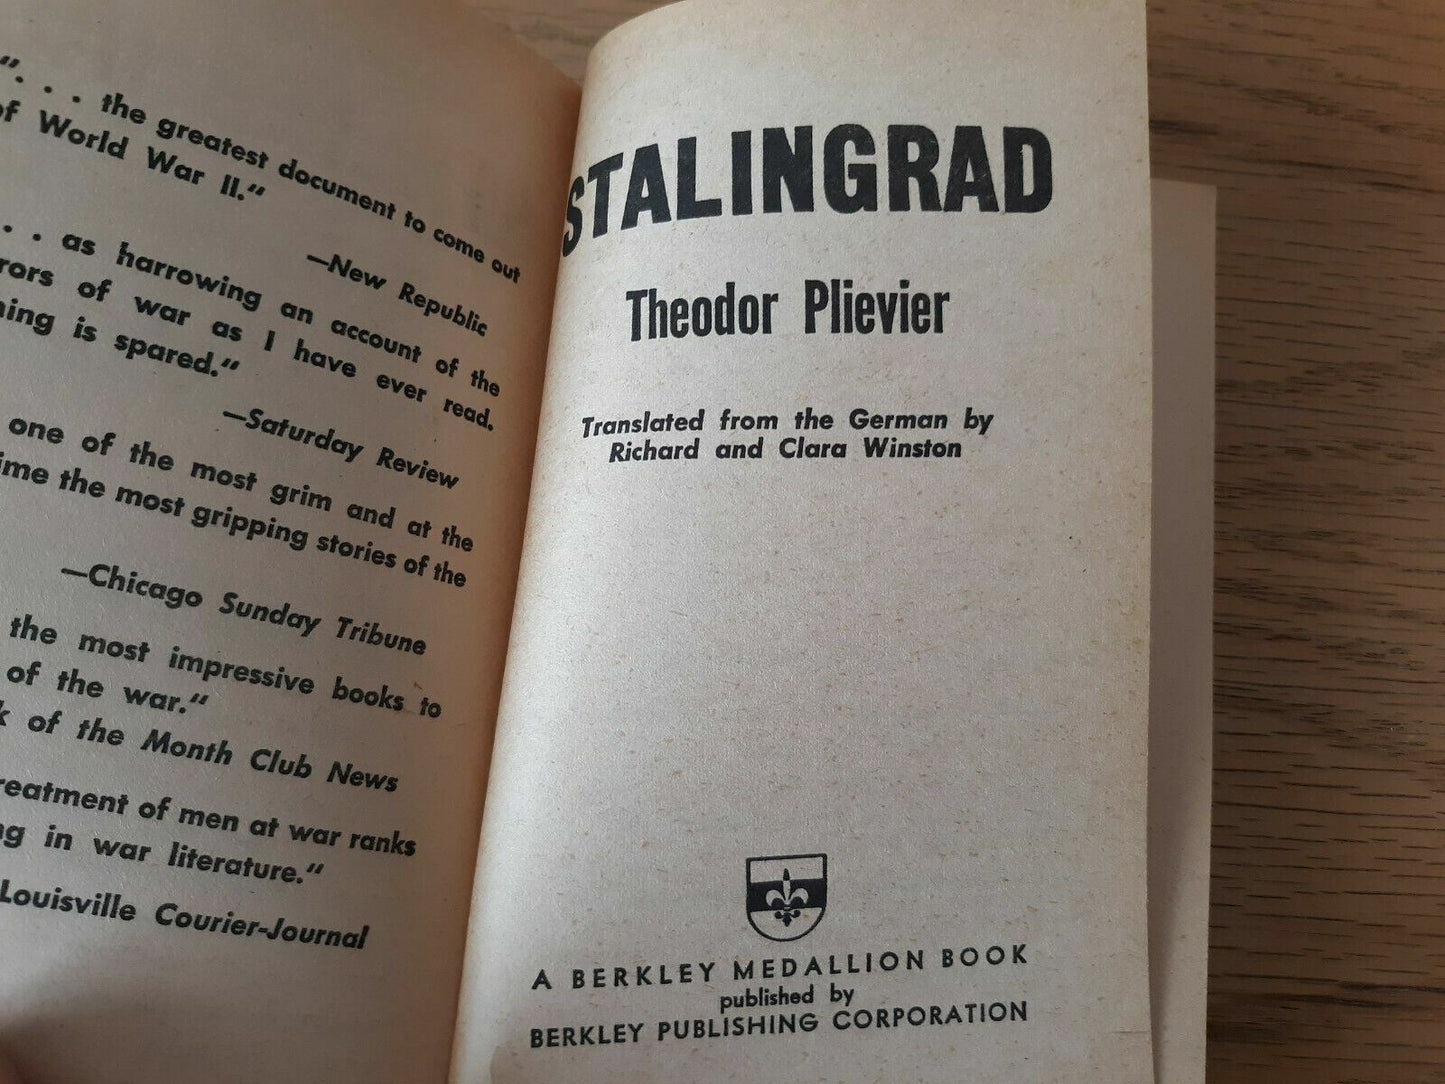 ". . . the greatest document to come out
of World War II."
—New Republic
. . as harrowing an account of the
of war as I have ever read.
is spared."
—Saturday Review
one of the most grim and at the
the most gripping stories of the
—Chicago Sunday Tribune
the most impressive books to
of the war."
of the Month Club News
of men at war ranks
in war literature."
Louisville Courier-Journal
STALINGRAD
Theodor Plievier
Translated from the German by
Richard and Clara Winston
A BERKLEY MEDALLION BOOK
published by
BERKLEY PUBLISHING CORPORATION